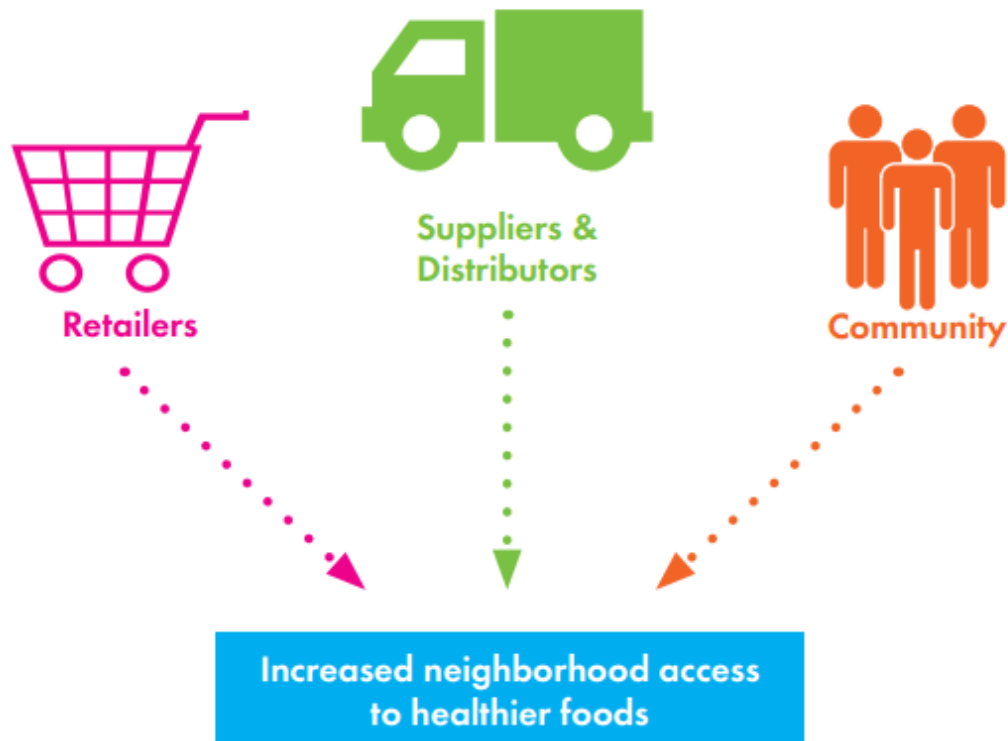 Suppliers &
Distributors
Retailers
Community
Increased neighborhood access
to healthier foods